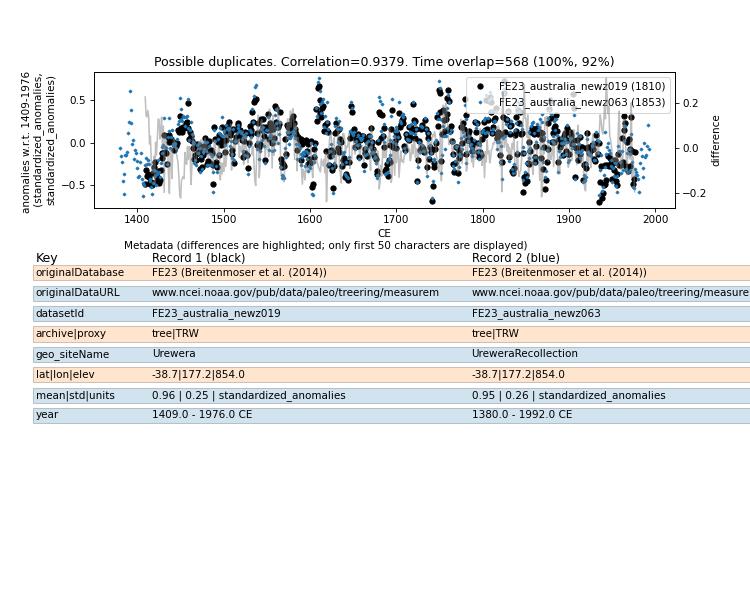 Possible duplicates. Correlation=0.9379. Time overlap=568 (100%, 92%)
anomalies w.r.t. 1409-1976
(standardized_anomalies,
standardized_anomalies)
0.5
0.0
−0.5
FE23_australia_newz019 (1810)
FE23_australia_newz063 (1853)
0.2
0.0
−0.2
difference
1400 1500 1600 1700 1800 1900 2000
CE
Metadata (differences are highlighted; only first 50 characters are displayed)
Key Record 1 (black) Record 2 (blue)
originalDatabase FE23 (Breitenmoser et al. (2014)) FE23 (Breitenmoser et al. (2014))
originalDataURL www.ncei.noaa.gov/pub/data/paleo/treering/measurem www.ncei.noaa.gov/pub/data/paleo/treering/measure
datasetId FE23_australia_newz019 FE23_australia_newz063
archive|proxy tree|TRW tree|TRW
geo_siteName Urewera UreweraRecollection
lat|lon|elev -38.7|177.2|854.0 -38.7|177.2|854.0
mean|std|units 0.96 | 0.25 | standardized_anomalies 0.95 | 0.26 | standardized_anomalies
year 1409.0 - 1976.0 CE 1380.0 - 1992.0 CE